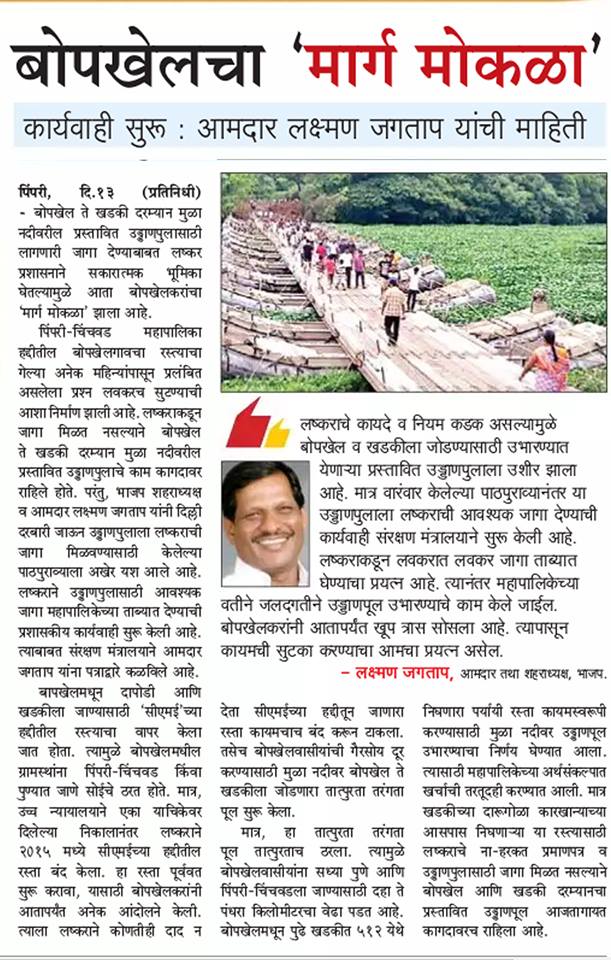 बोपखेलचा ‘मार्ग मोकळा’
कार्यवाही सुरू : आमदार लक्ष्मण जगताप यांची माहिती
पिंपरी, दि.१३ (प्रतिनिधी)
- बोपखेल ते खडकी दरम्यान मुळा
नदीवरील प्रस्तावित उड्डाणपुलासाठी
लागणारी जागा देण्याबाबत लष्कर
प्रशासनाने सकारात्मक भूमिका
घेतल्यामुळे आता बोपखेलकरांचा
‘मार्ग मोकळा’ झाला आहे.
पिंपरी-चिंचवड महापालिका
हद्दीतील बोपखेलगावचा रस्त्याचा
गेल्या अनेक महिन्यांपासून प्रलंबित
असलेला प्रश्न लवकरच सुटण्याची
आशा निर्माण झाली आहे. लष्कराकडून
जागा मिळत नसल्याने बोपखेल
ते खडकी दरम्यान मुळा नदीवरील
प्रस्तावित उड्डाणपुलाचे काम कागदावर
राहिले होते. परंतु, भाजप शहराध्यक्ष
व आमदार लक्ष्मण जगताप यांनी दिल्ली
दरबारी जाऊन उड्डाणपुलाला लष्कराची
जागा मिळवण्यासाठी केलेल्या
पाठपुराव्याला अखेर यश आले आहे.
लष्कराने उड्डाणपुलासाठी आवश्यक
जागा महापालिकेच्या ताब्यात देण्याची
प्रशासकीय कार्यवाही सुरू केली आहे.
त्याबाबत संरक्षण मंत्रालयाने आमदार
जगताप यांना पत्राद्वारे कळविले आहे.
बापखेलमधून दापोडी आणि
खडकीला जाण्यासाठी ‘सीएमई’च्या
हद्दीतील रस्त्याचा वापर केला
जात होता. त्यामुळे बोपखेलमधील
ग्रामस्थांना पिंपरी-चिंचवड किंवा
पुण्यात जाणे सोईचे ठरत होते. मात्र,
उच्च न्यायालयाने एका याचिकेवर
दिलेल्या निकालानंतर लष्कराने
२०१५ मध्ये सीएमईच्या हद्दीतील
रस्ता बंद केला. हा रस्ता पूर्ववत
सुरू करावा, यासाठी बोपखेलकरांनी
आतापर्यंत अनेक आंदोलने केली.
त्याला लष्कराने कोणतीही दाद न
लष्कराचे कायदे व नियम कडक असल्यामुळे
बोपखेल व खडकीला जोडण्यासाठी उभारण्यात
येणाऱ्या प्रस्तावित उड्डाणपुलाला उशीर झाला
आहे. मात्र वारंवार केलेल्या पाठपुराव्यानंतर या
उड्डाणपुलाला लष्कराची आवश्यक जागा देण्याची
कार्यवाही संरक्षण मंत्रालयाने सुरू केली आहे.
लष्कराकडून लवकरात लवकर जागा ताब्यात
घेण्याचा प्रयत्न आहे. त्यानंतर महापालिकेच्या
वतीने जलदगतीने उड्डाणपूल उभारण्याचे काम केले जाईल.
बोपखेलकरांनी आतापर्यंत खूप त्रास सोसला आहे. त्यापासून
कायमची सुटका करण्याचा आमचा प्रयत्न असेल.
– लक्ष्मण जगताप, आमदार तथा शहराध्यक्ष, भाजप.
देता सीएमईच्या हद्दीतून जाणारा
रस्ता कायमचाच बंद करून टाकला.
तसेच बोपखेलवासीयांची गैरसोय दूर
करण्यासाठी मुळा नदीवर बोपखेल ते
खडकीला जोडणारा तात्पुरता तरंगता
पूल सुरू केला.
मात्र, हा तात्पुरता तरंगता
पूल तात्पुरताच ठरला. त्यामुळे
बोपखेलवासीयांना सध्या पुणे आणि
पिंपरी-चिंचवडला जाण्यासाठी दहा ते
पंधरा किलोमीटरचा वेढा पडत आहे.
बोपखेलमधून पुढे खडकीत ५१२ येथे
निघणारा पर्यायी रस्ता कायमस्वरूपी
करण्यासाठी मुळा नदीवर उड्डाणपूल
उभारण्याचा निर्णय घेण्यात आला.
त्यासाठी महापालिकेच्या अर्थसंकल्पात
खर्चाची तरतूदही करण्यात आली. मात्र
खडकीच्या दारूगोळा कारखान्याच्या
आसपास निघणाऱ्या या रस्त्यासाठी
लष्कराचे ना-हरकत प्रमाणपत्र व
उड्डाणपुलासाठी जागा मिळत नसल्याने
बोपखेल आणि खडकी दरम्यानचा
प्रस्तावित उड्डाणपूल आजतागायत
कागदावरच राहिला आहे.